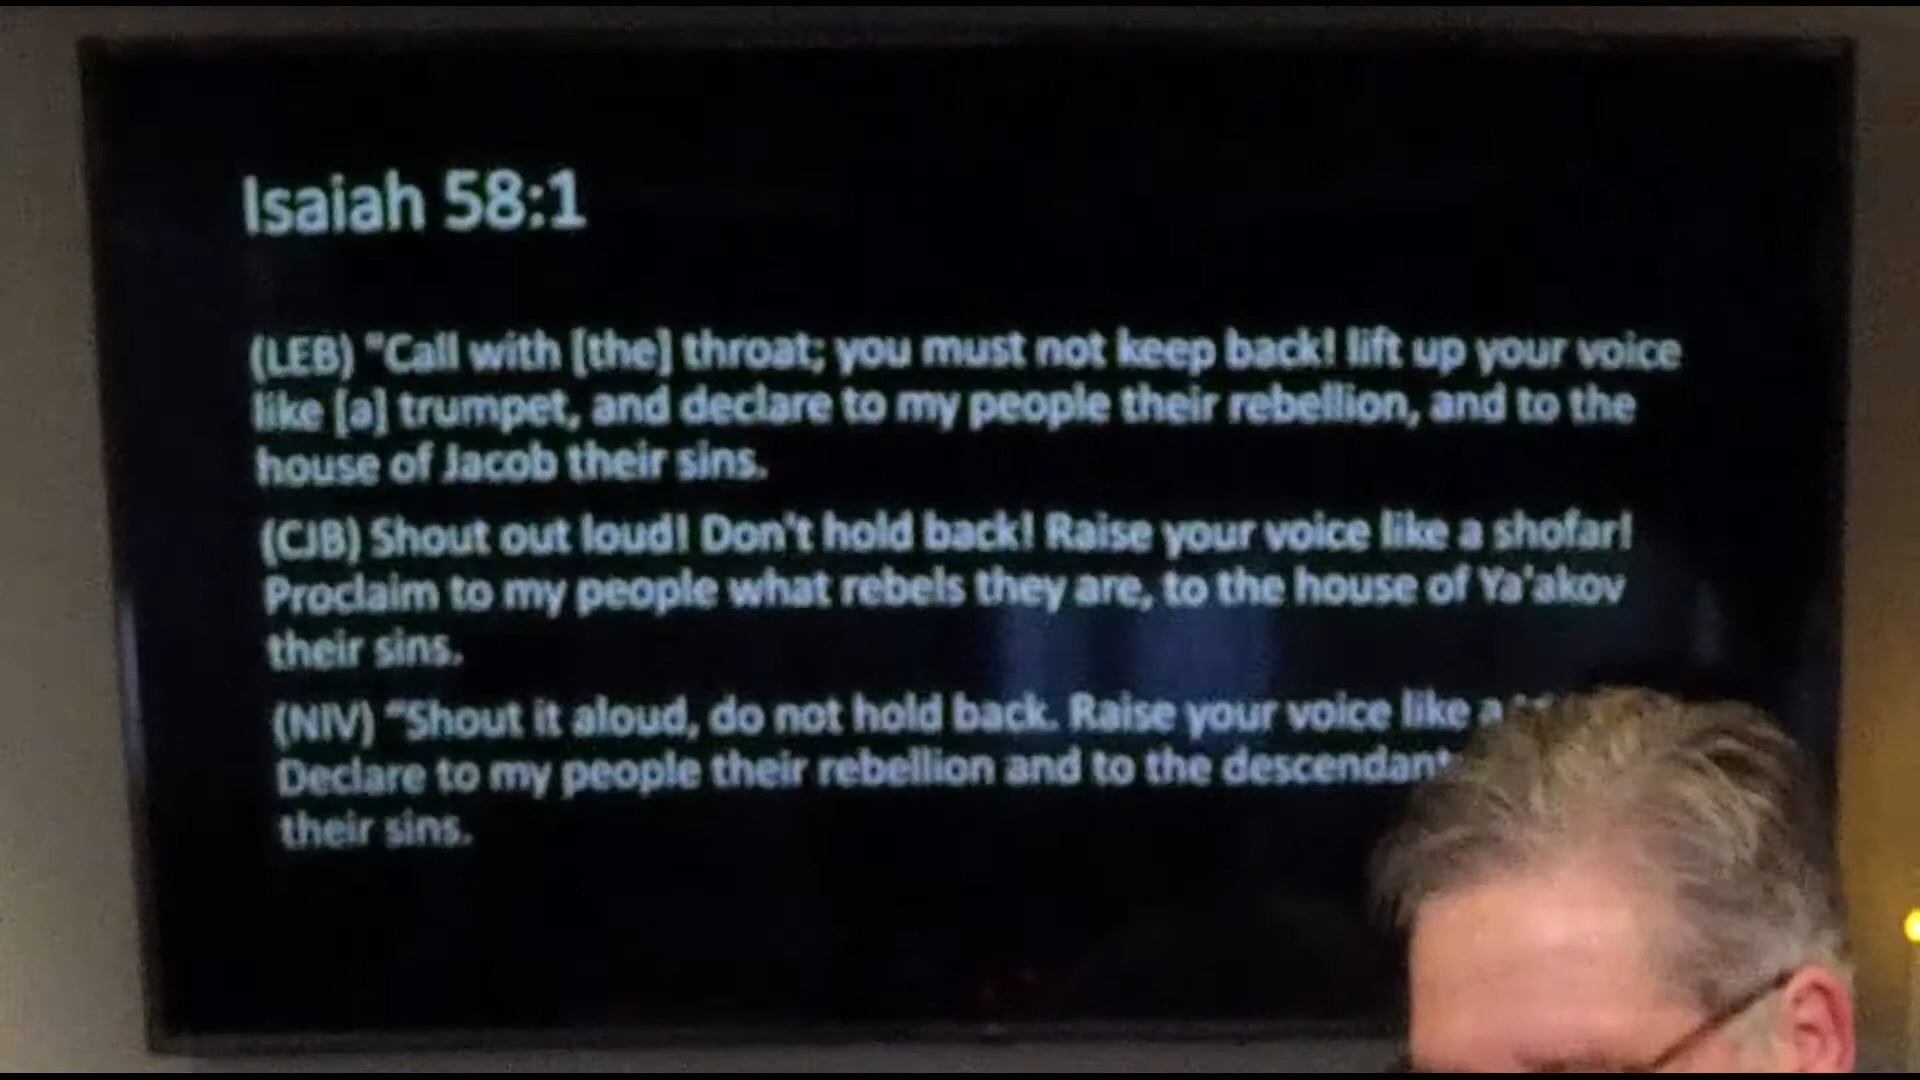 Isaiah 58:1
(LEB) "Call with [the] throat; you must not keep back! lift up your voice
like [a] trumpet, and declare to my people their rebellion, and to the
house of Jacob their sins.
(CJB) Shout out loud! Don't hold back! Raise your voice like a shofar!
Proclaim to my people what rebels they are, to the house of Ya'akov
their sins.
(NIV) “Shout it aloud, do not hold back. Raise your voice like a
Declare to my people their rebellion and to the
their sins.